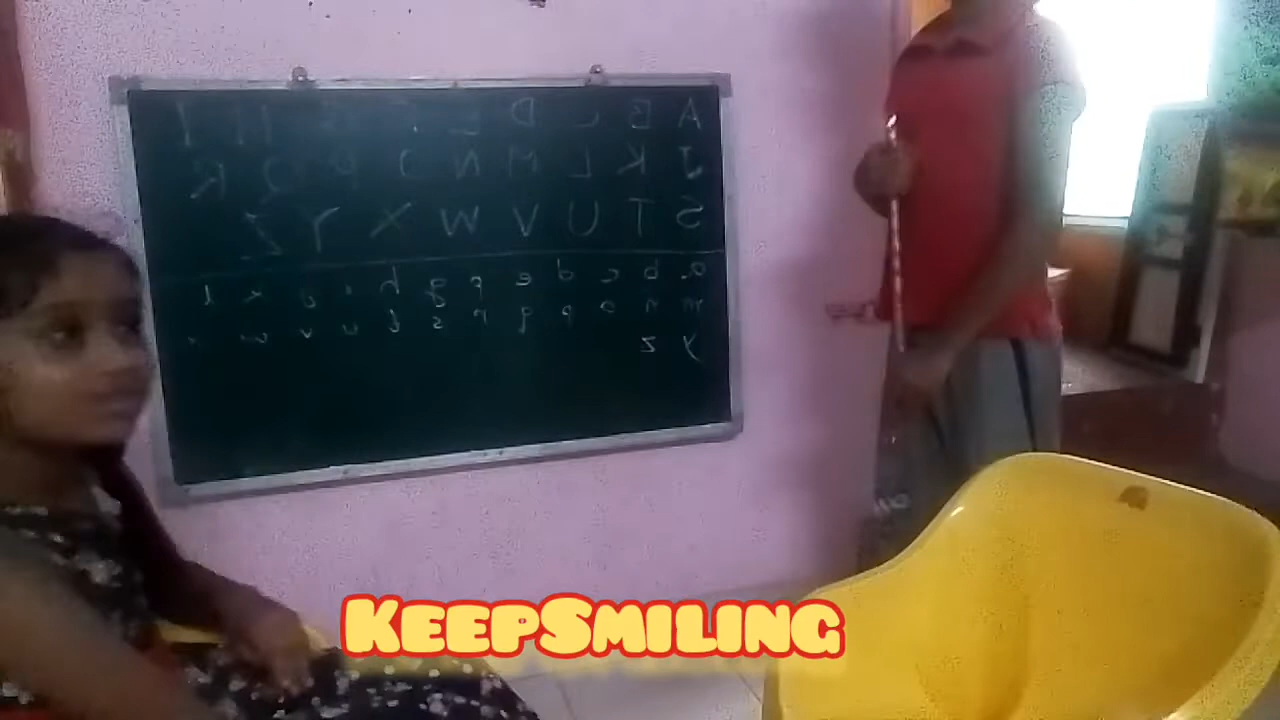 A B C D E H I
J K L M N O P Q R
S T U V W X Y Z
a b c d e f g h i j k l
m n o p q r s t u v w x
y z
KEEPSMILING